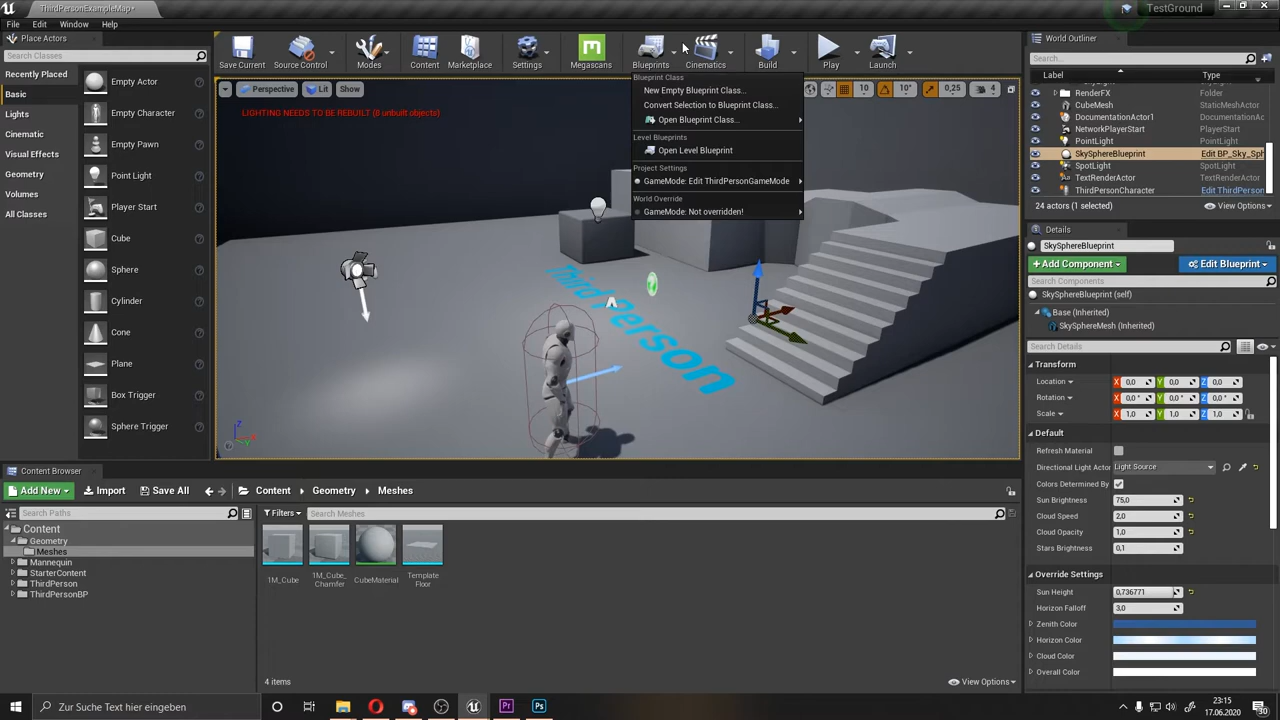 ThirdPersonExampleMap*
TestGround
File Edit Window Help
Place Actors
Search Classes
Recently Placed
Basic
Lights
Cinematic
Visual Effects
Geometry
Volumes
All Classes
Empty Actor
Empty Character
Empty Pawn
Point Light
Player Start
Cube
Sphere
Cylinder
Cone
Plane
Box Trigger
Sphere Trigger
Save Current
Source Control
Modes
Content
Marketplace
Settings
Megascans
Blueprints
Cinematics
Build
Play
Launch
Perspective Lit Show
10 10° 0,25 4
LIGHTING NEEDS TO BE REBUILT (8 unbuilt objects)
Blueprint Class
New Empty Blueprint Class...
Convert Selection to Blueprint Class...
Open Blueprint Class...
Level Blueprints
Open Level Blueprint
Project Settings
GameMode: Edit ThirdPersonGameMode
World Override
GameMode: Not overridden!
Third Person
World Outliner
Search...
Label Type
RenderFX Folder
CubeMesh StaticMeshActor
DocumentationActor1 DocumentationAc
NetworkPlayerStart PlayerStart
PointLight PointLight
SkySphereBlueprint Edit BP_Sky_Sph
SpotLight SpotLight
TextRenderActor TextRenderActor
ThirdPersonCharacter Edit ThirdPerson
24 actors (1 selected)
View Options
Details
SkySphereBlueprint
+Add Component
Edit Blueprint
Search Components
SkySphereBlueprint (self)
Base (Inherited)
SkySphereMesh (Inherited)
Search Details
Transform
Location X 0,0 Y 0,0 Z 0,0
Rotation X 0,0 ° Y 0,0 ° Z 0,0 °
Scale X 1,0 Y 1,0 Z 1,0
Default
Refresh Material
Directional Light Actor Light Source
Colors Determined By
Sun Brightness 75,0
Cloud Speed 2,0
Cloud Opacity 1,0
Stars Brightness 0,1
Override Settings
Sun Height 0,736771
Horizon Falloff 3,0
Zenith Color
Horizon Color
Cloud Color
Overall Color
Content Browser
Add New
Import
Save All
Content Geometry Meshes
Search Paths
Filters
Search Meshes
Content
Geometry
Meshes
Mannequin
StarterContent
ThirdPerson
ThirdPersonBP
1M_Cube
1M_Cube_
Chamfer
CubeMaterial
Template
Floor
4 items
View Options
Zur Suche Text hier eingeben
23:15
17.06.2020
30